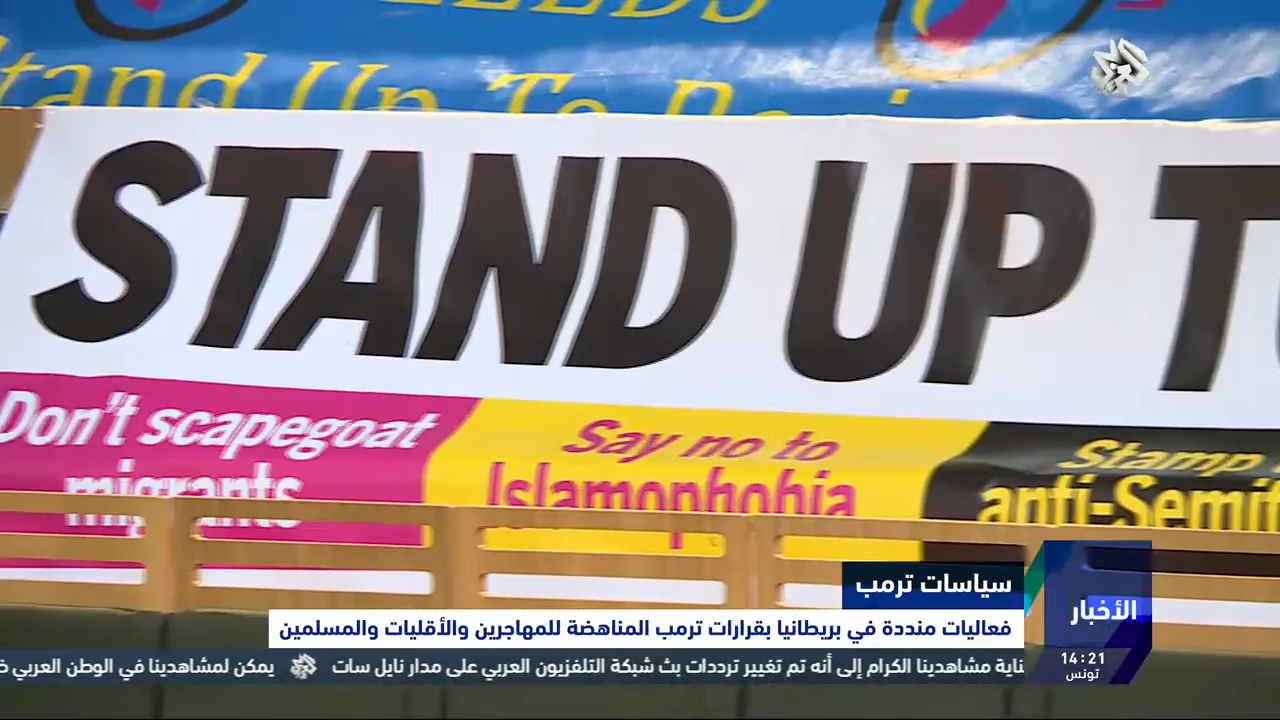 LEEDS
Stand Up To
STAND UP
Don't scapegoat
migrants
Say no to
Islamophobia
Stamp
سياسات ترمب
الأخبار
فعاليات منددة في بريطانيا بقرارات ترمب المناهضة للمهاجرين والأقليات والمسلمين
14:21
تونس
مشاهدينا الكرام إلى أنه تم تغيير ترددات بث شبكة التلفزيون العربي على مدار نايل سات
يمكن لمشاهدينا في الوطن العربي